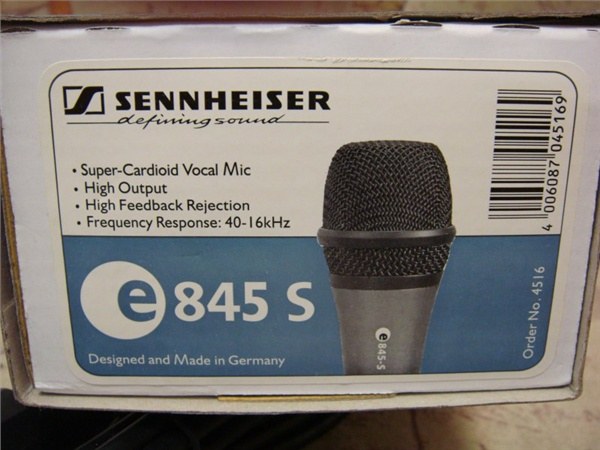 SENNHEISER
defining sound
• Super-Cardioid Vocal Mic
• High Output
• High Feedback Rejection
• Frequency Response: 40-16kHz
e 845 S
Designed and Made in Germany
e 845-S
4 006087 045169
Order No. 4516